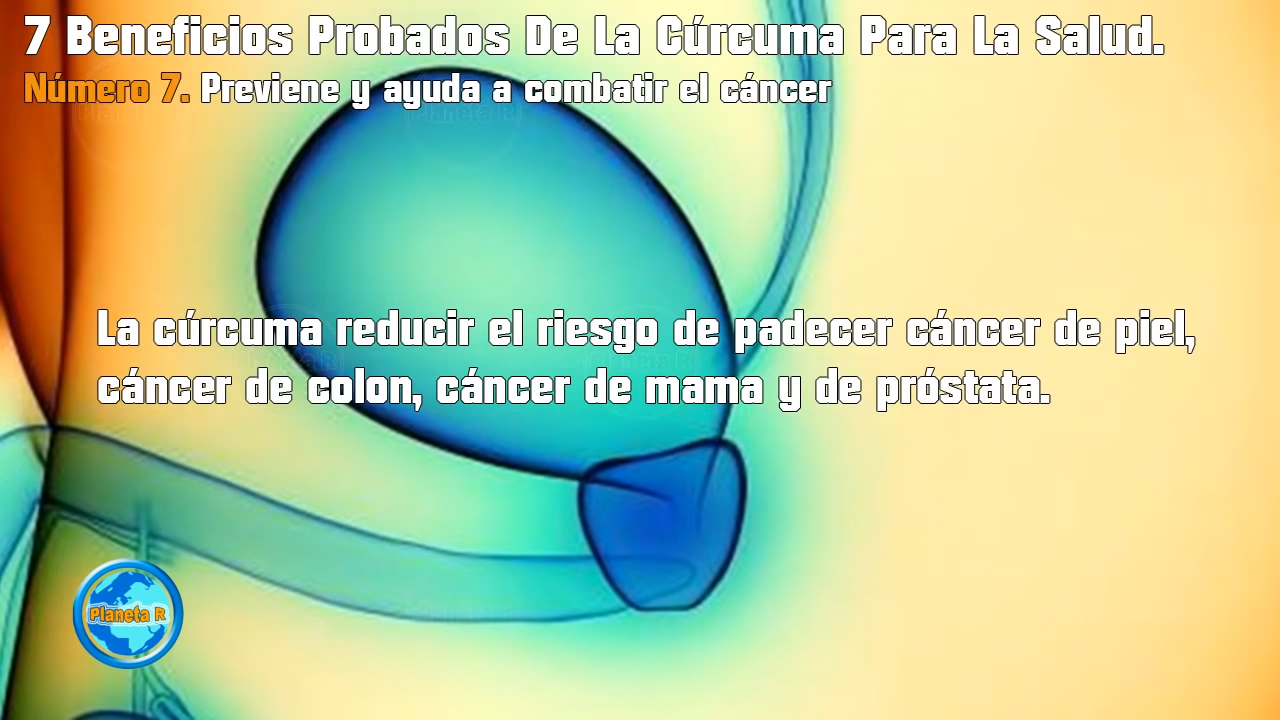 7 Beneficios Probados De La Cúrcuma Para La Salud.
Número 7. Previene y ayuda a combatir el cáncer
La cúrcuma reducir el riesgo de padecer cáncer de piel,
cáncer de colon, cáncer de mama y de próstata.
Planeta R